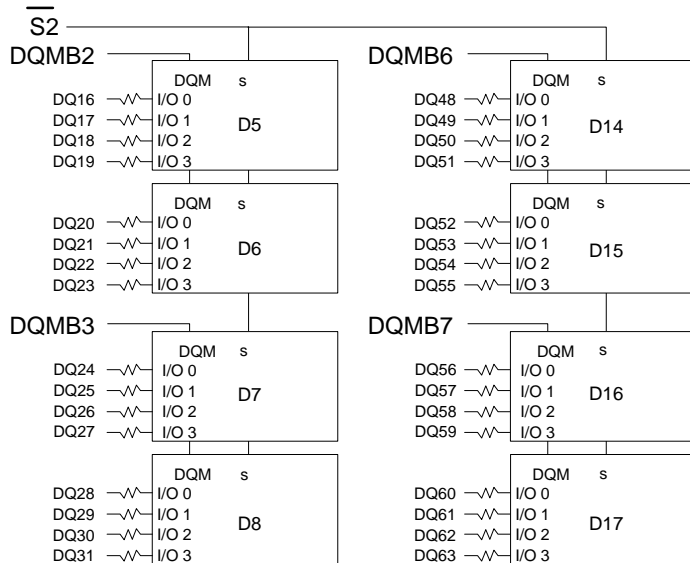 S2
DQMB2 DQMB6
DQM s DQM s
DQ16 I/O 0 DQ48 I/O 0
DQ17 I/O 1 D5 DQ49 I/O 1 D14
DQ18 I/O 2 DQ50 I/O 2
DQ19 I/O 3 DQ51 I/O 3
DQM s DQM s
DQ20 I/O 0 DQ52 I/O 0
DQ21 I/O 1 D6 DQ53 I/O 1 D15
DQ22 I/O 2 DQ54 I/O 2
DQ23 I/O 3 DQ55 I/O 3
DQMB3 DQMB7
DQM s DQM s
DQ24 I/O 0 DQ56 I/O 0
DQ25 I/O 1 D7 DQ57 I/O 1 D16
DQ26 I/O 2 DQ58 I/O 2
DQ27 I/O 3 DQ59 I/O 3
DQM s DQM s
DQ28 I/O 0 DQ60 I/O 0
DQ29 I/O 1 D8 DQ61 I/O 1 D17
DQ30 I/O 2 DQ62 I/O 2
DQ31 I/O 3 DQ63 I/O 3